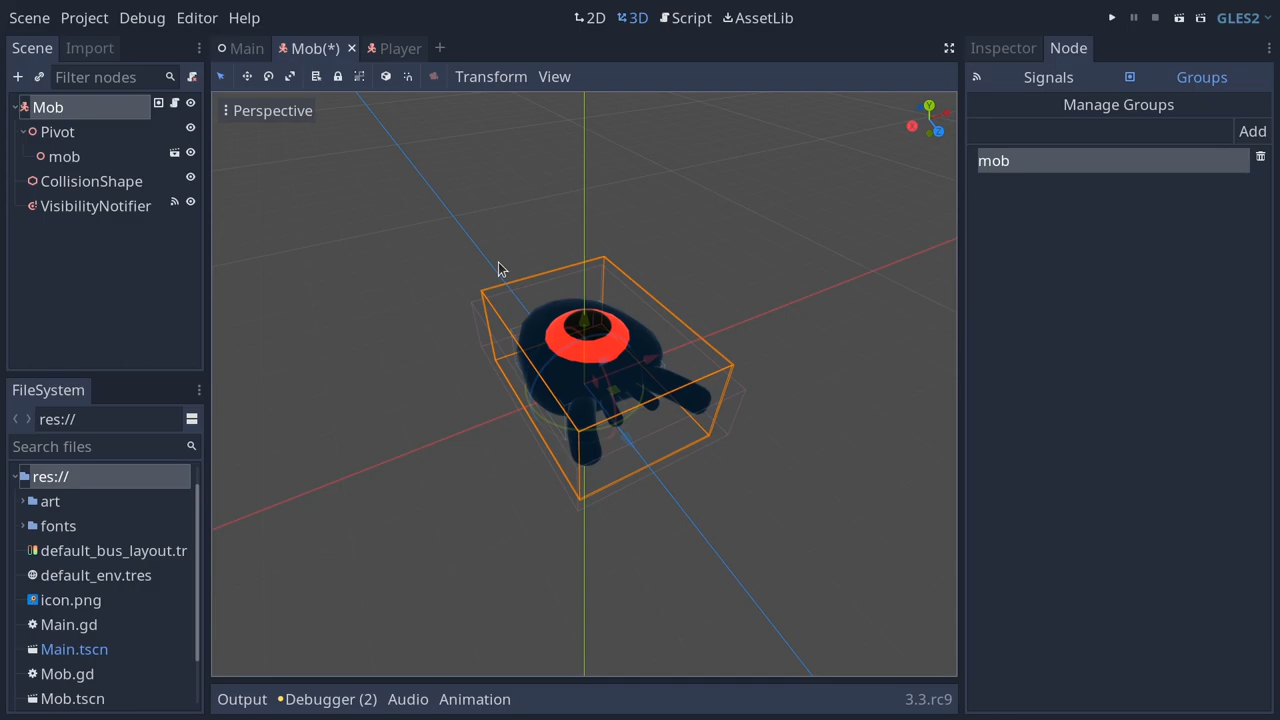 Scene Project Debug Editor Help
2D 3D Script AssetLib
GLES2
Scene Import
Filter nodes
Mob
Pivot
mob
CollisionShape
VisibilityNotifier
FileSystem
res://
Search files
res://
art
fonts
default_bus_layout.tr
default_env.tres
icon.png
Main.gd
Main.tscn
Mob.gd
Mob.tscn
Main Mob(*) Player
Transform View
Perspective
Y
X
Z
Output Debugger (2) Audio Animation
3.3.rc9
Inspector Node
Signals Groups
Manage Groups
Add
mob